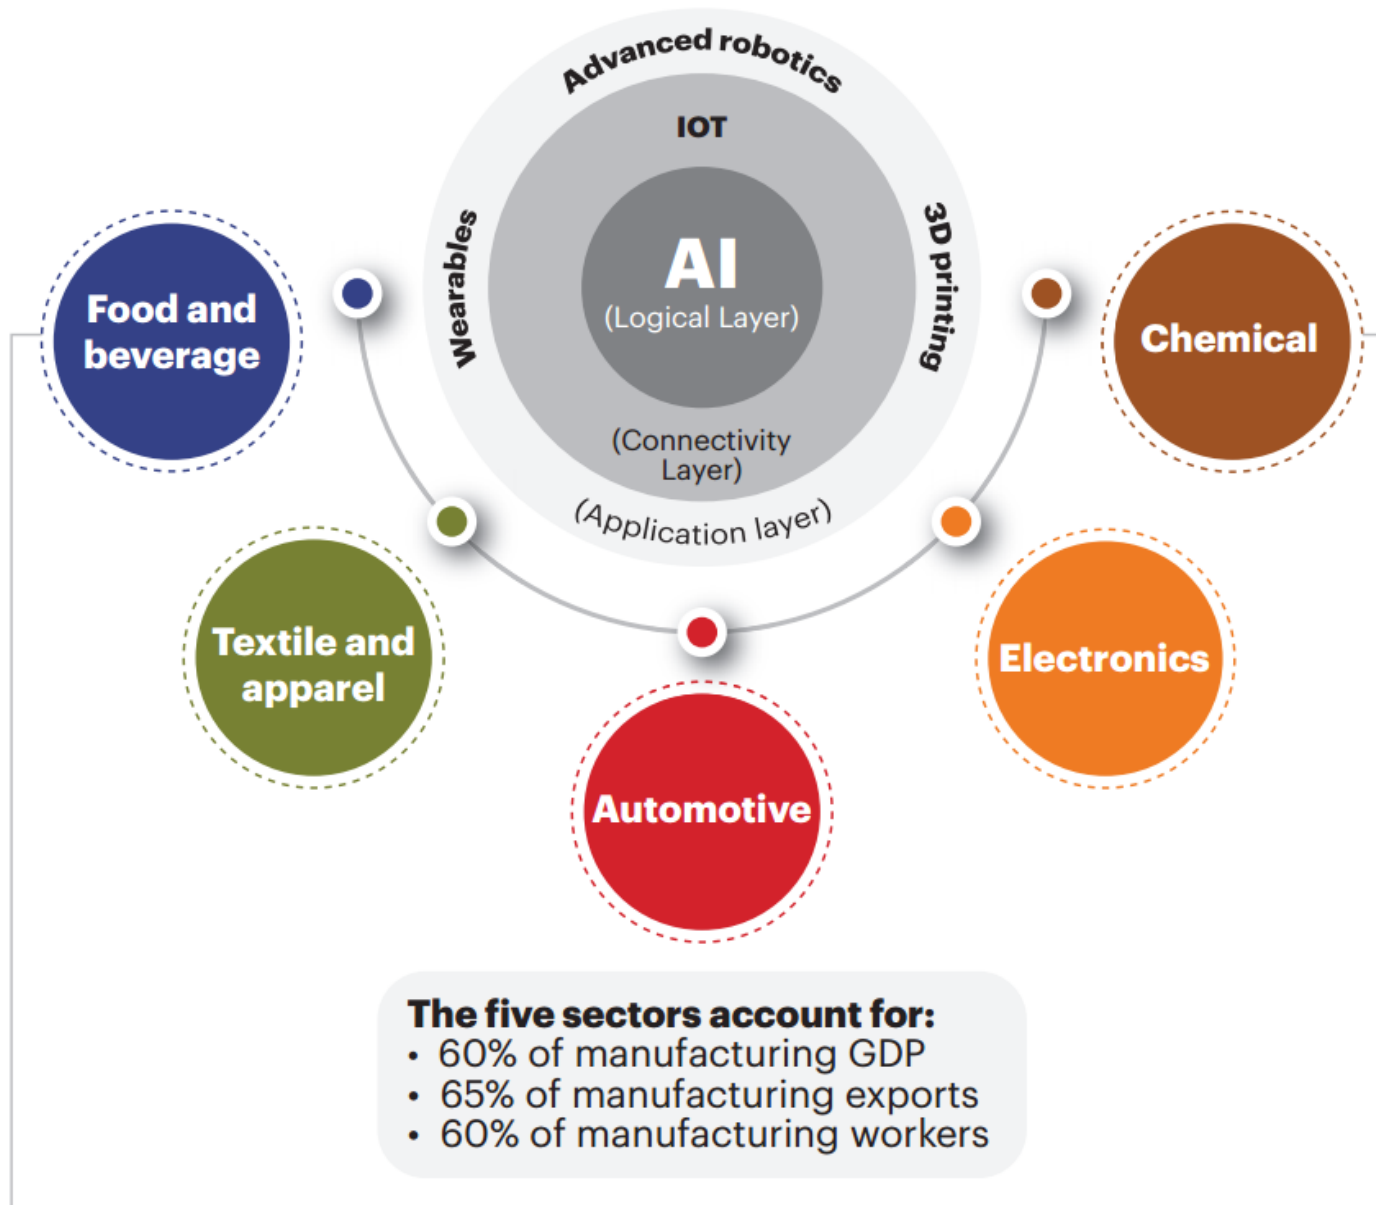 Advanced robotics
IOT
Wearables
3D printing
AI
(Logical Layer)
(Connectivity
Layer)
(Application layer)
Food and
beverage
Chemical
Textile and
apparel
Electronics
Automotive
The five sectors account for:
• 60% of manufacturing GDP
• 65% of manufacturing exports
• 60% of manufacturing workers